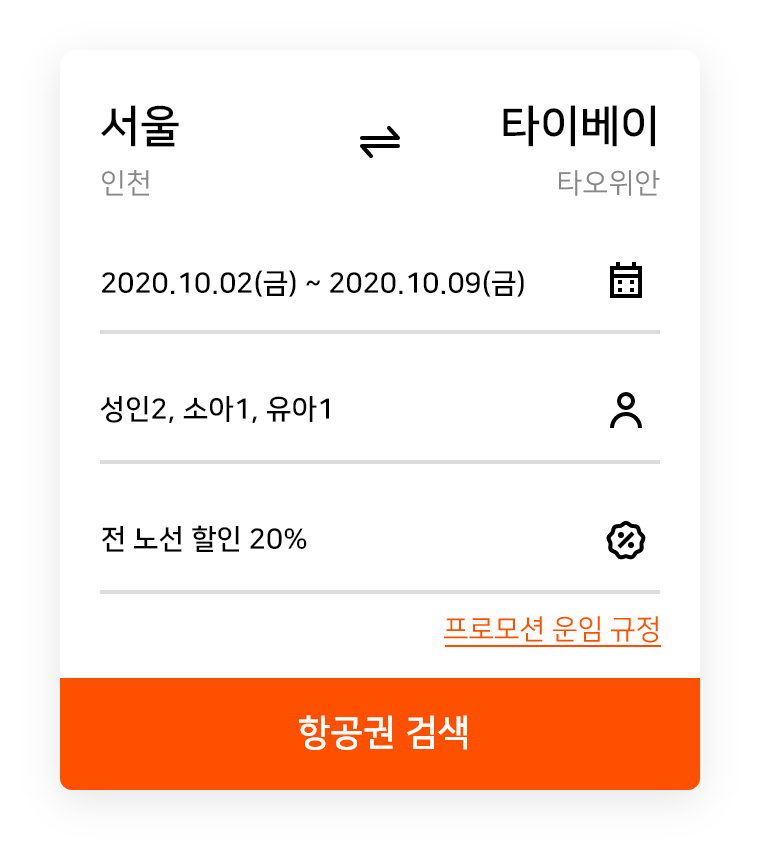 서울 타이베이
인천 타오위안
2020.10.02(금) ~ 2020.10.09(금)
성인2, 소아1, 유아1
전 노선 할인 20%
프로모션 운임 규정
항공권 검색